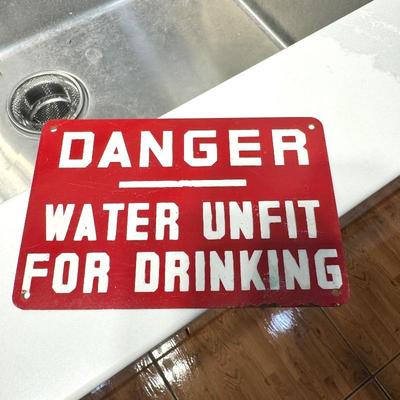 DANGER
WATER UNFIT
FOR DRINKING